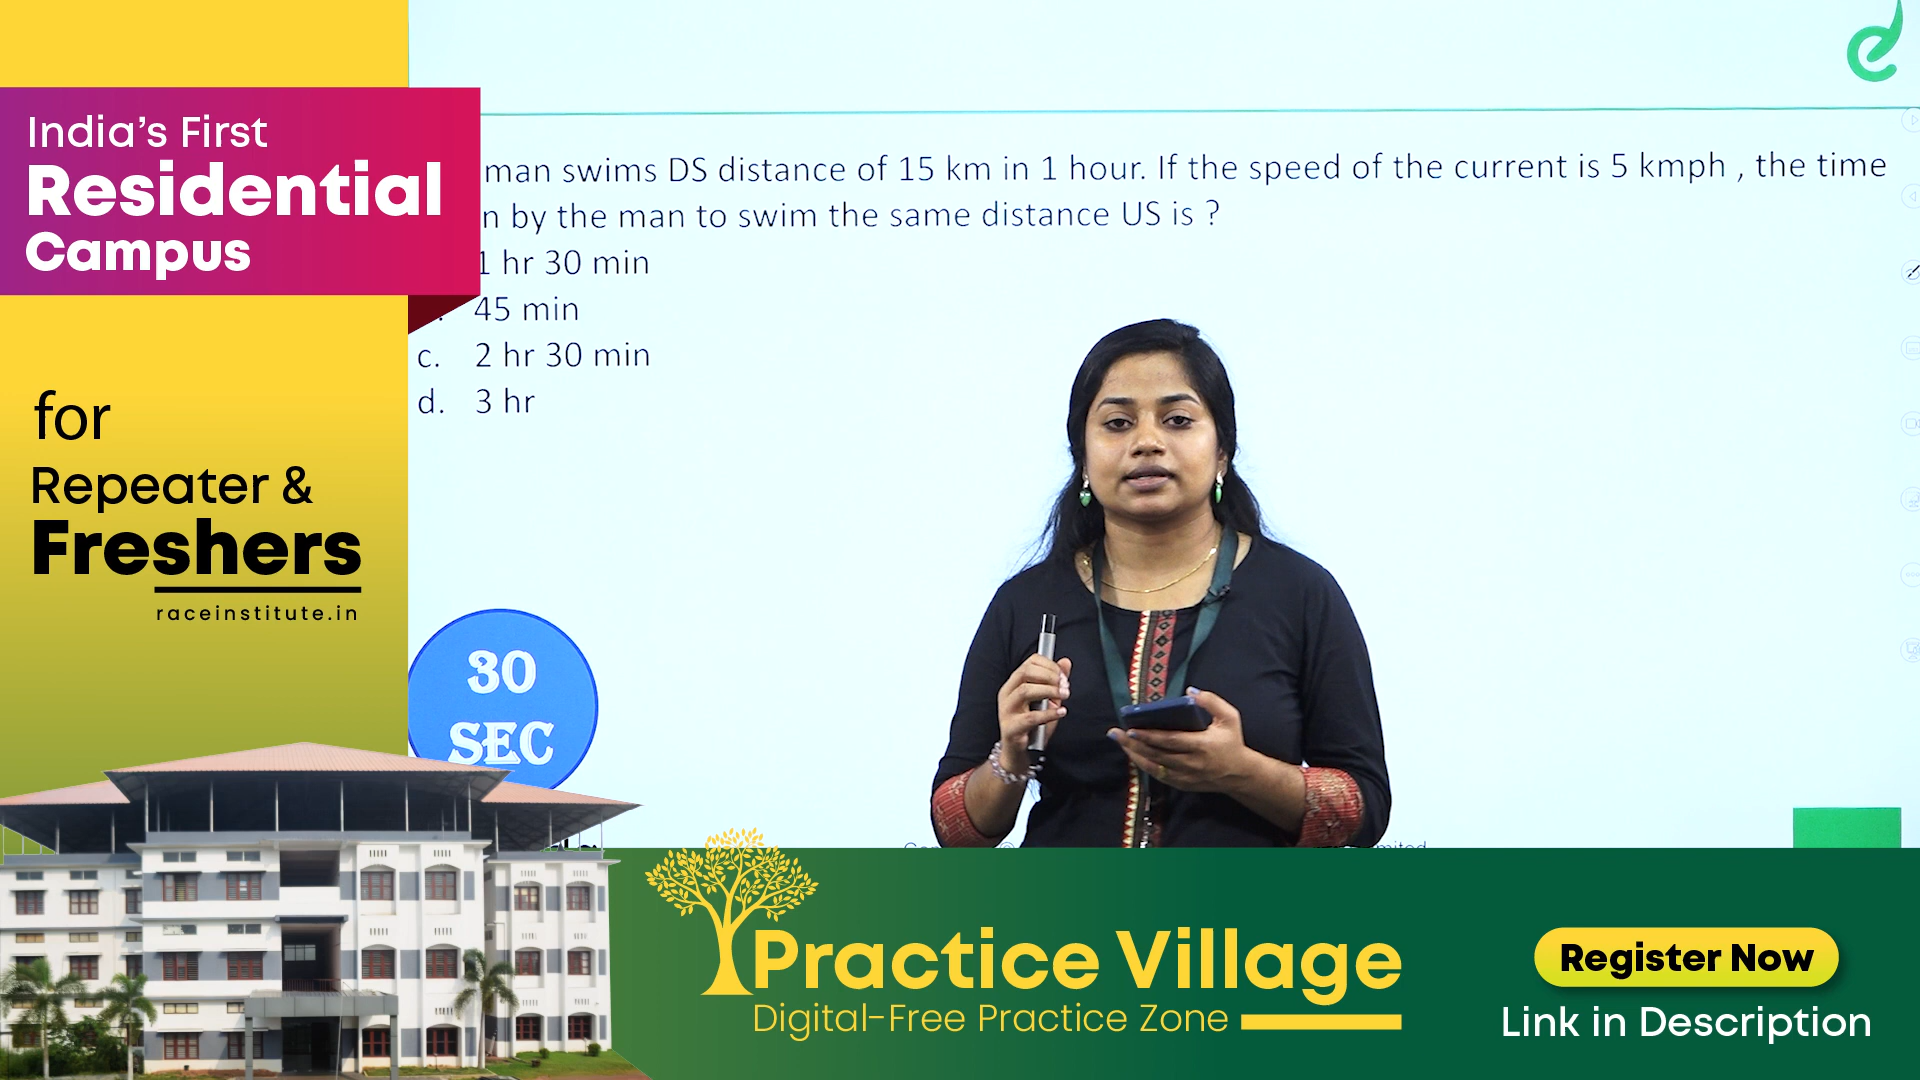 India's First
Residential
Campus
for
Repeater &
Freshers
raceinstitute.in
man swims DS distance of 15 km in 1 hour. If the speed of the current is 5 kmph , the time
n by the man to swim the same distance US is ?
1 hr 30 min
45 min
c. 2 hr 30 min
d. 3 hr
30
SEC
Practice Village
Digital-Free Practice Zone
Register Now
Link in Description